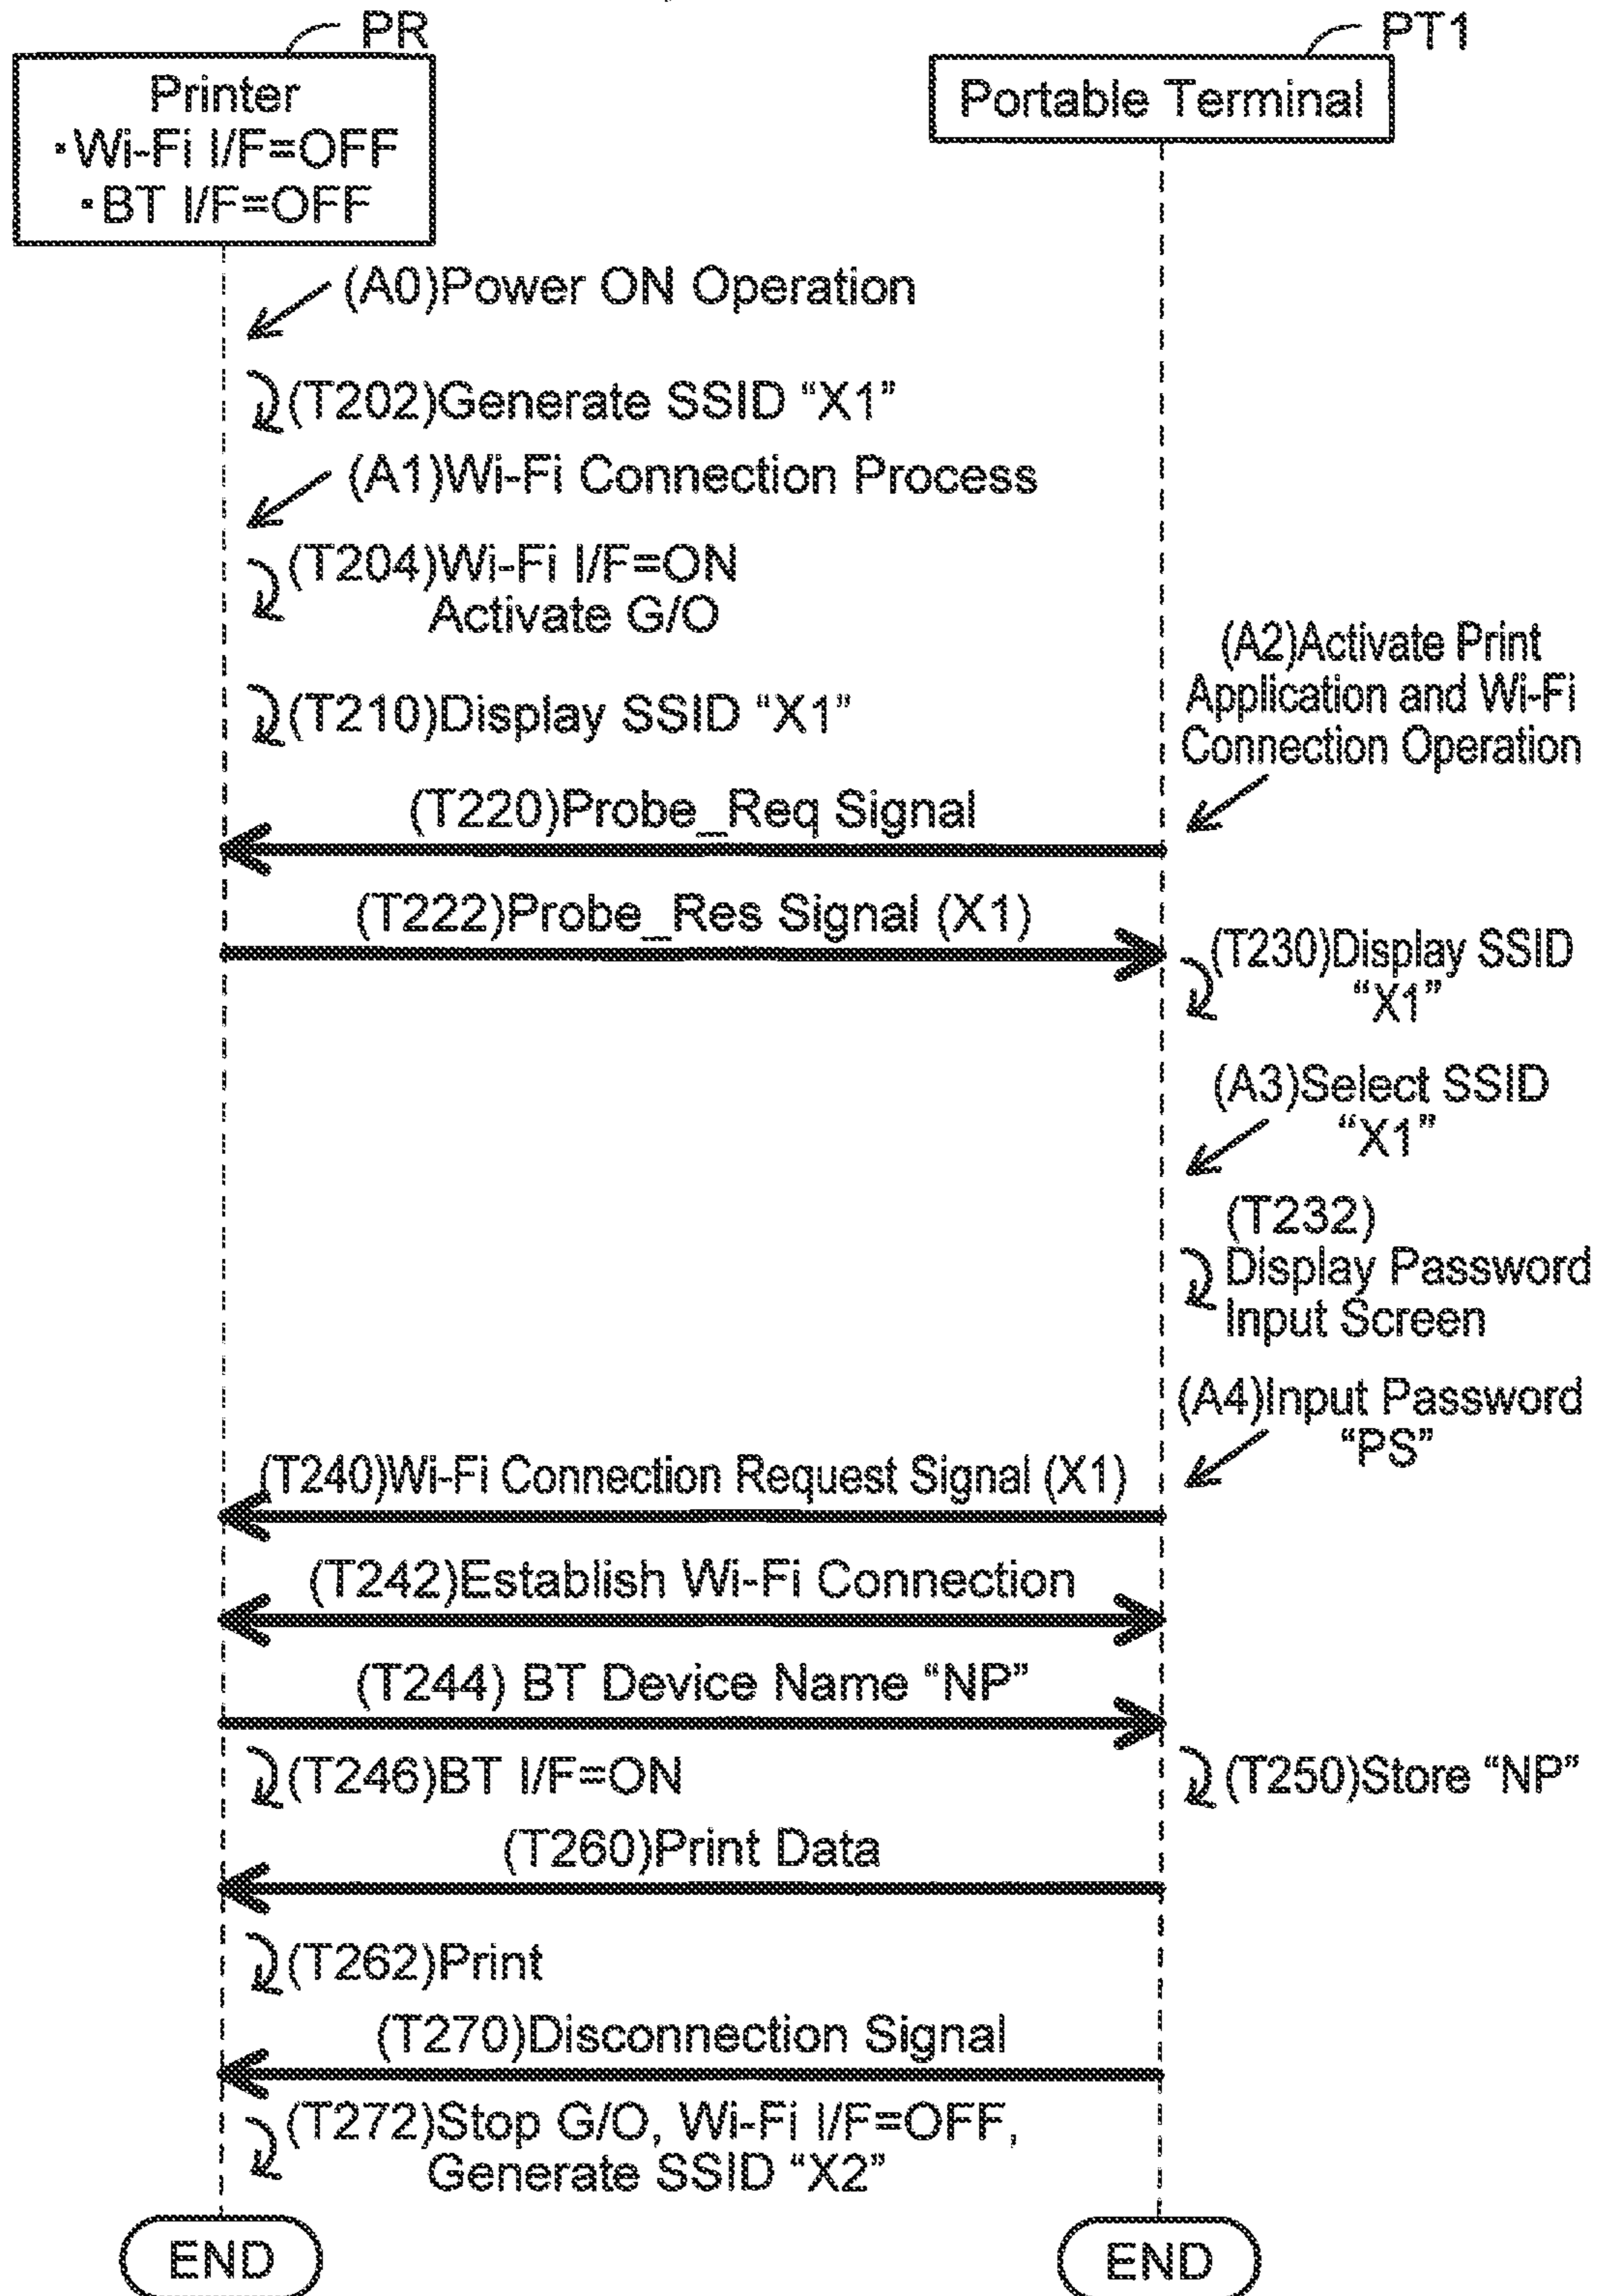 PR
PT1
Printer
・Wi-Fi I/F=OFF
・BT I/F=OFF
Portable Terminal
(A0)Power ON Operation
(T202)Generate SSID “X1”
(A1)Wi-Fi Connection Process
(T204)Wi-Fi I/F=ON
Activate G/O
(T210)Display SSID “X1”
(A2)Activate Print
Application and Wi-Fi
Connection Operation
(T220)Probe_Req Signal
(T222)Probe_Res Signal (X1)
(T230)Display SSID
“X1”
(A3)Select SSID
“X1”
(T232)
Display Password
Input Screen
(A4)Input Password
“PS”
(T240)Wi-Fi Connection Request Signal (X1)
(T242)Establish Wi-Fi Connection
(T244) BT Device Name “NP”
(T246)BT I/F=ON
(T250)Store “NP”
(T260)Print Data
(T262)Print
(T270)Disconnection Signal
(T272)Stop G/O, Wi-Fi I/F=OFF,
Generate SSID “X2”
END
END